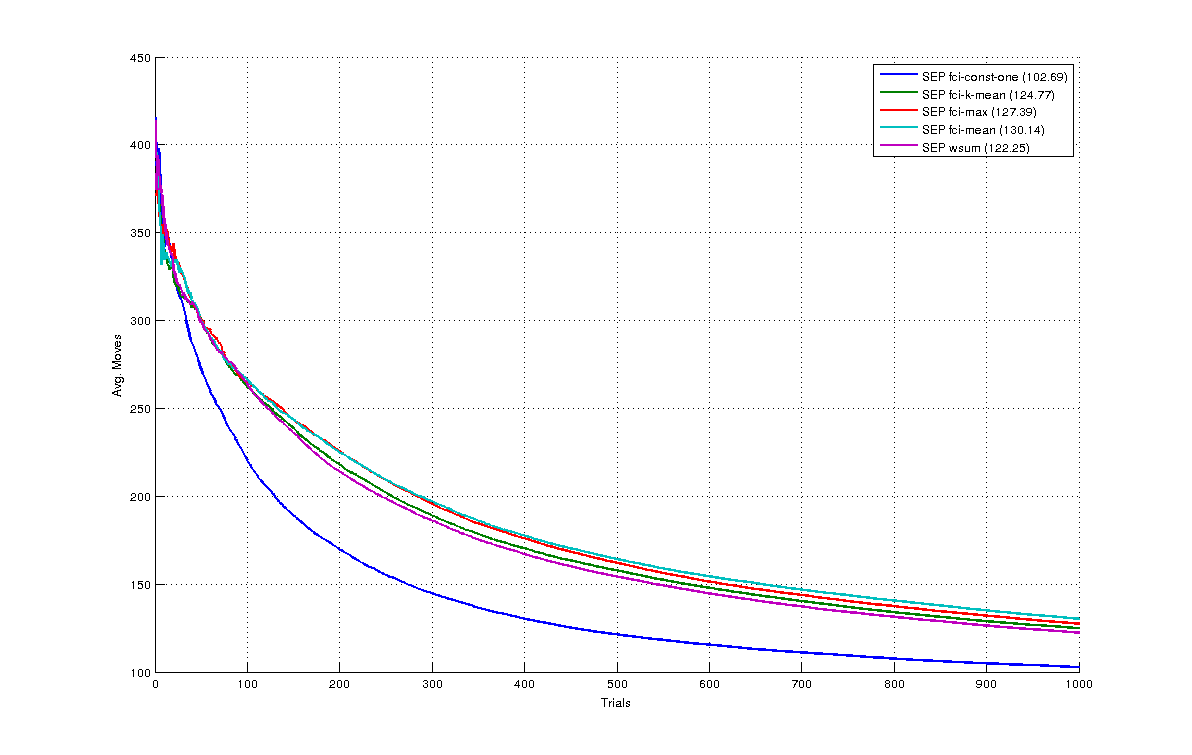 450
400
350
300
250
200
150
100
Avg. Moves
SEP fci-const-one (102.69)
SEP fci-k-mean (124.77)
SEP fci-max (127.39)
SEP fci-mean (130.14)
SEP wsum (122.25)
0 100 200 300 400 500 600 700 800 900 1000
Trials